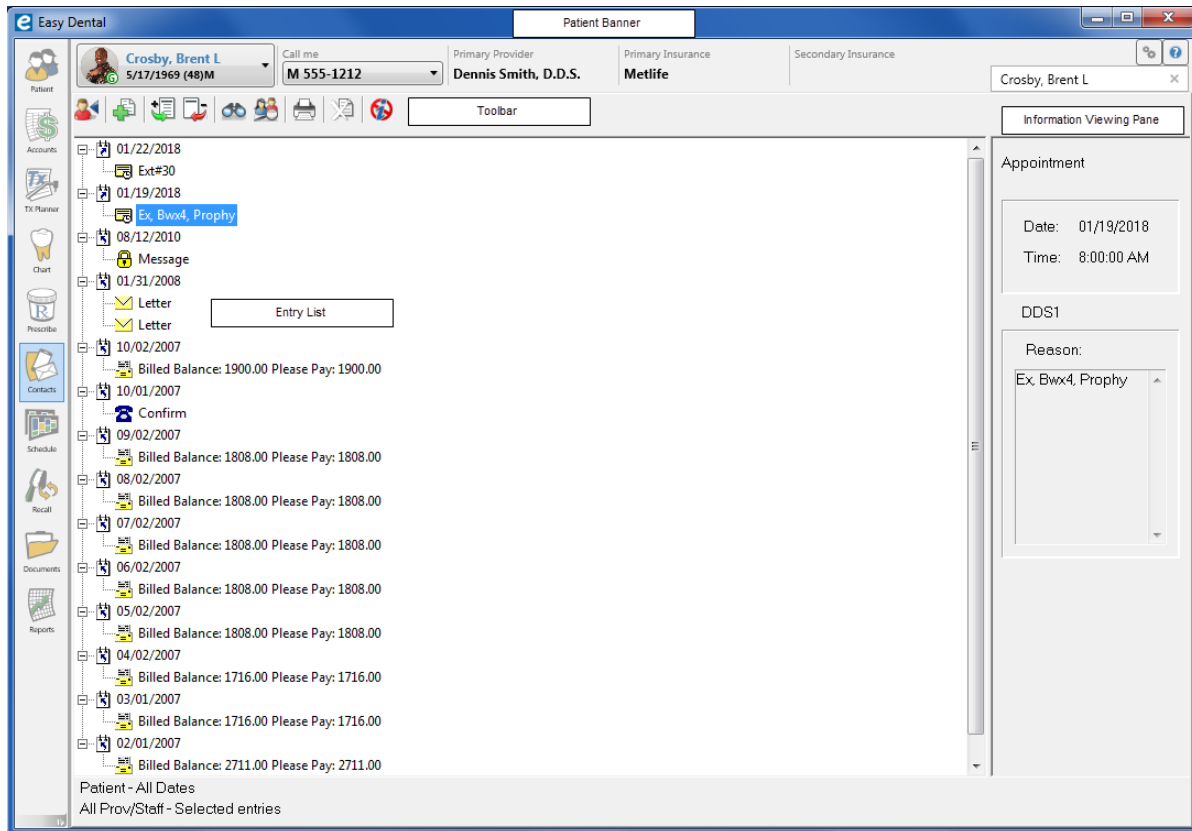 Easy Dental
Patient Banner
Crosby, Brent L
5/17/1969 (48)M
G
Call me
M 555-1212
Primary Provider
Dennis Smith, D.D.S.
Primary Insurance
Metlife
Secondary Insurance
Crosby, Brent L
Toolbar
Information Viewing Pane
Patient
Accounts
TX Planner
Chart
Prescribe
Contacts
Schedule
Recall
Documents
Reports
01/22/2018
Ext#30
01/19/2018
Ex, Bwx4, Prophy
08/12/2010
Message
01/31/2008
Letter
Letter
Entry List
10/02/2007
Billed Balance: 1900.00 Please Pay: 1900.00
10/01/2007
Confirm
09/02/2007
Billed Balance: 1808.00 Please Pay: 1808.00
08/02/2007
Billed Balance: 1808.00 Please Pay: 1808.00
07/02/2007
Billed Balance: 1808.00 Please Pay: 1808.00
06/02/2007
Billed Balance: 1808.00 Please Pay: 1808.00
05/02/2007
Billed Balance: 1808.00 Please Pay: 1808.00
04/02/2007
Billed Balance: 1716.00 Please Pay: 1716.00
03/01/2007
Billed Balance: 1716.00 Please Pay: 1716.00
02/01/2007
Billed Balance: 2711.00 Please Pay: 2711.00
Appointment
Date: 01/19/2018
Time: 8:00:00 AM
DDS1
Reason:
Ex, Bwx4, Prophy
Patient - All Dates
All Prov/Staff - Selected entries